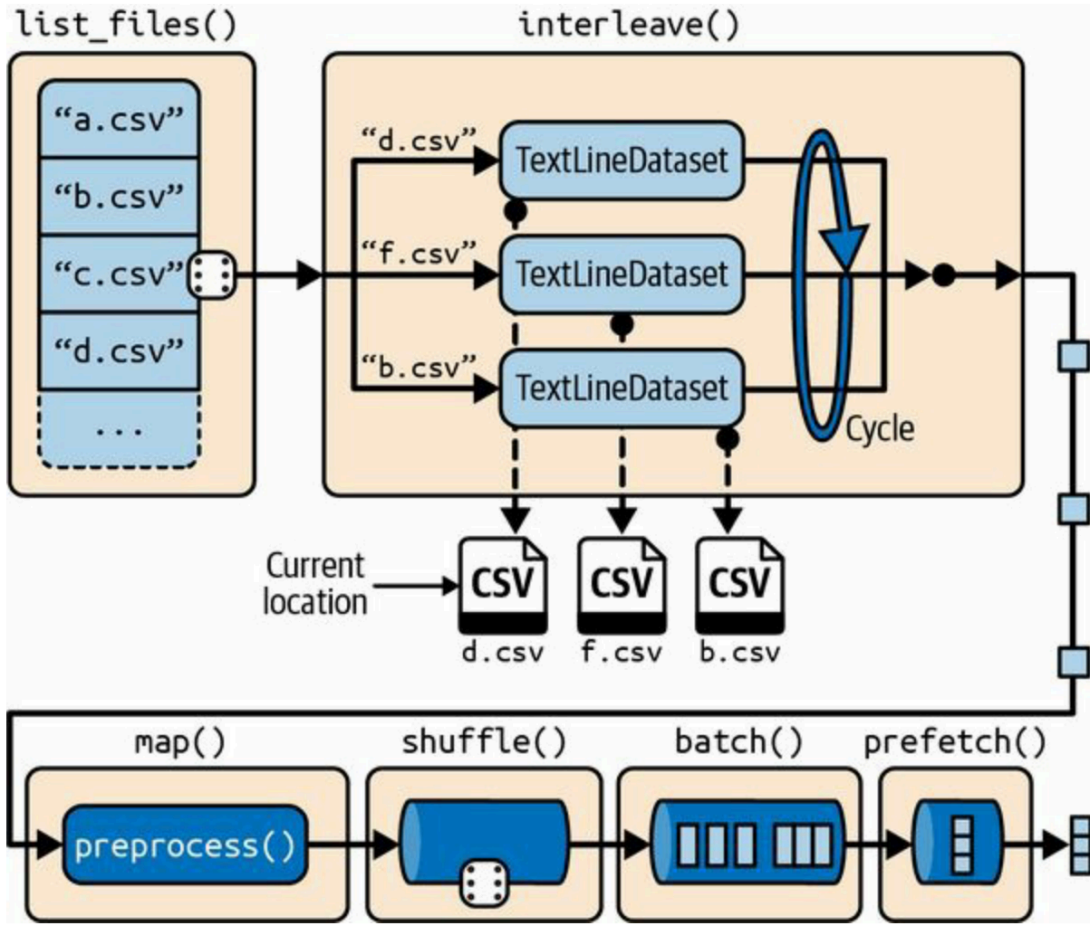 list_files()
interleave()
“a.csv”
“b.csv”
“c.csv”
“d.csv”
...
“d.csv”
TextLineDataset
“f.csv”
TextLineDataset
“b.csv”
TextLineDataset
Cycle
Current
location
CSV
CSV
CSV
d.csv
f.csv
b.csv
map()
shuffle()
batch()
prefetch()
preprocess()